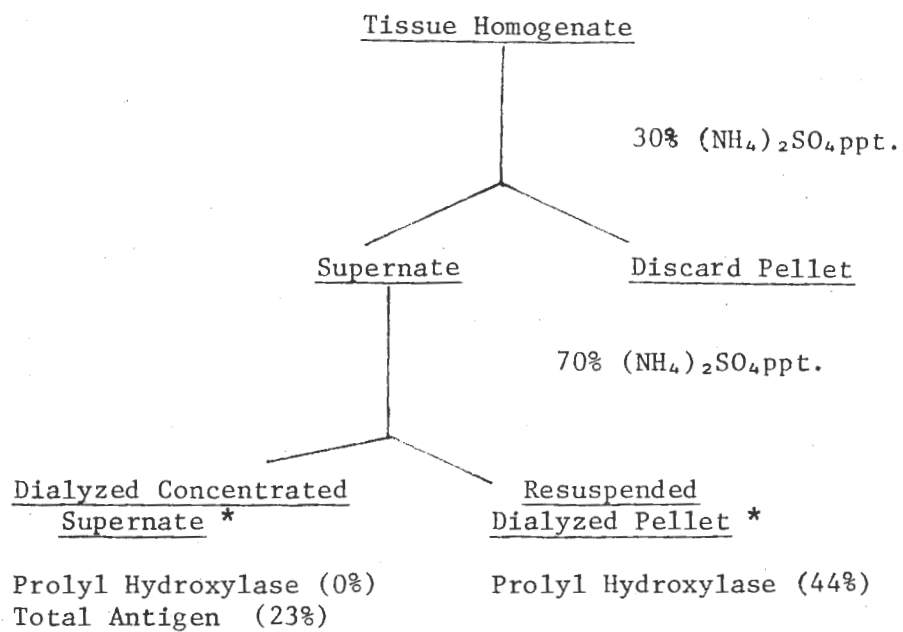 Tissue Homogenate
30% (NH₄)₂SO₄ppt.
Supernate
Discard Pellet
70% (NH₄)₂SO₄ppt.
Dialyzed Concentrated
Supernate *
Resuspended
Dialyzed Pellet *
Prolyl Hydroxylase (0%)
Total Antigen (23%)
Prolyl Hydroxylase (44%)